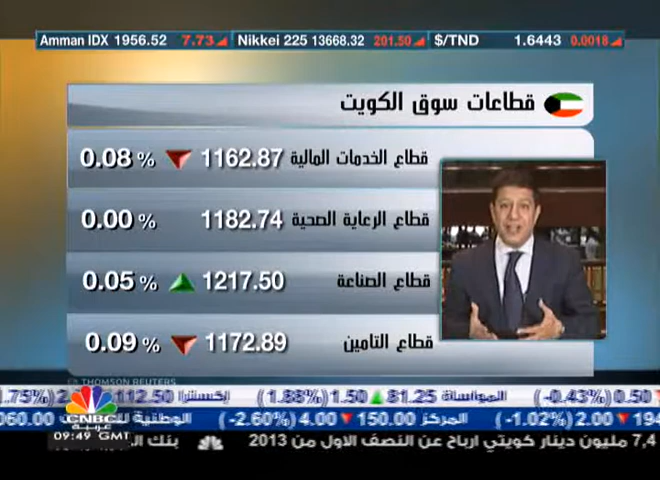 Amman IDX 1956.52 7.73 Nikkei 225 13668.32 201.50 $/TND 1.6443 0.0018
قطاعات سوق الكويت
قطاع الخدمات المالية 1162.87 0.08 %
قطاع الرعاية الصحية 1182.74 0.00 %
قطاع الصناعة 1217.50 0.05 %
قطاع التامين 1172.89 0.09 %
THOMSON REUTERS
0.50 (-0.43%) المواساة 81.25 1.50 (1.88%) إكسترا 112.50
2.00 (-1.02%) المركز 150.00 4.00 (-2.60%) الوطنية
CNBC
عربية
09:49 GMT
7,4 مليون دينار كويتي ارباح عن النصف الاول من 2013 بنك